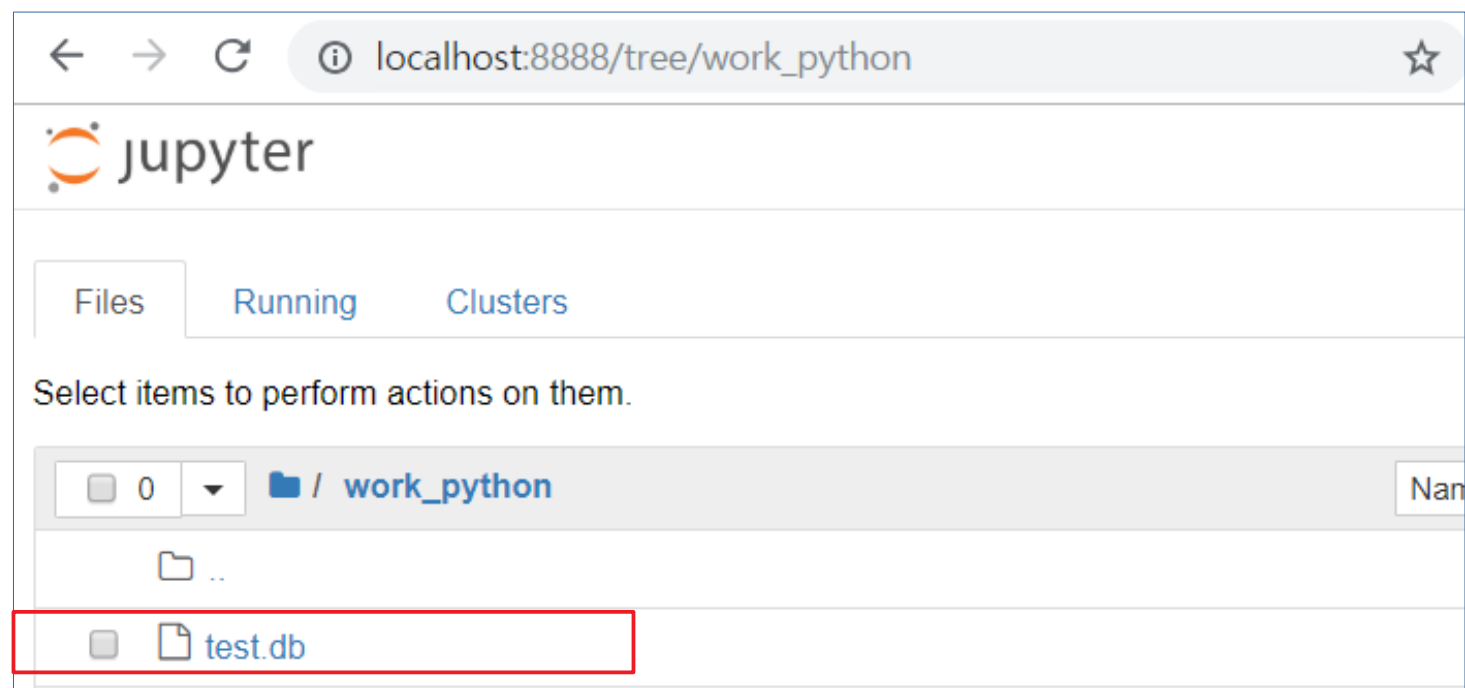 localhost:8888/tree/work_python
jupyter
Files Running Clusters
Select items to perform actions on them.
0 / work_python
..
test.db